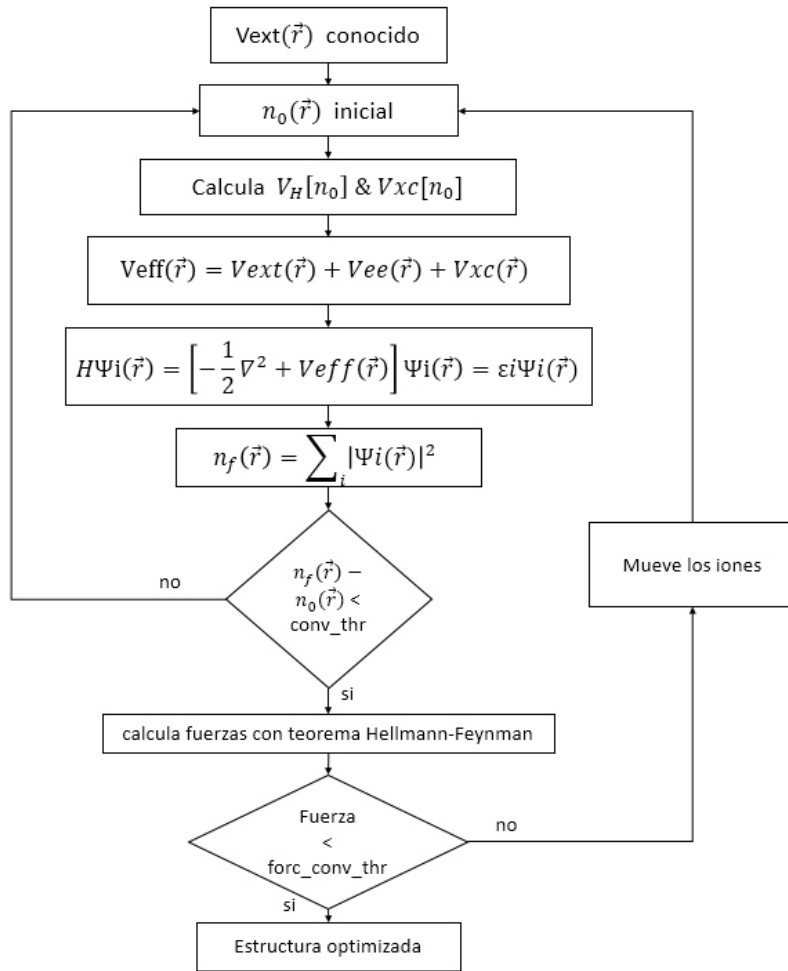 Vext(r⃗) conocido
n₀(r⃗) inicial
Calcula V_H[n₀] & Vxc[n₀]
Veff(r⃗) = Vext(r⃗) + Vee(r⃗) + Vxc(r⃗)
HΨi(r⃗) = [−1/2 ∇² + Veff(r⃗)] Ψi(r⃗) = εiΨi(r⃗)
n_f(r⃗) = ∑_i |Ψi(r⃗)|²
n_f(r⃗) −
n₀(r⃗) <
conv_thr
no
si
Mueve los iones
calcula fuerzas con teorema Hellmann-Feynman
Fuerza
<
forc_conv_thr
no
si
Estructura optimizada